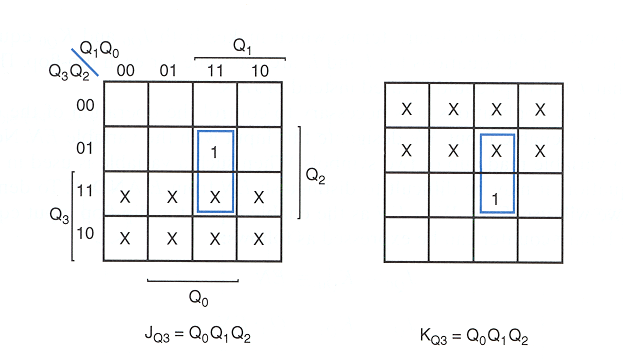 Q1Q0
Q1
Q3Q2
00 01 11 10
00
X X X X
01
1
X X X X
Q2
11
X X X X
1
Q3
10
X X X X
Q0
JQ3 = Q0Q1Q2
KQ3 = Q0Q1Q2